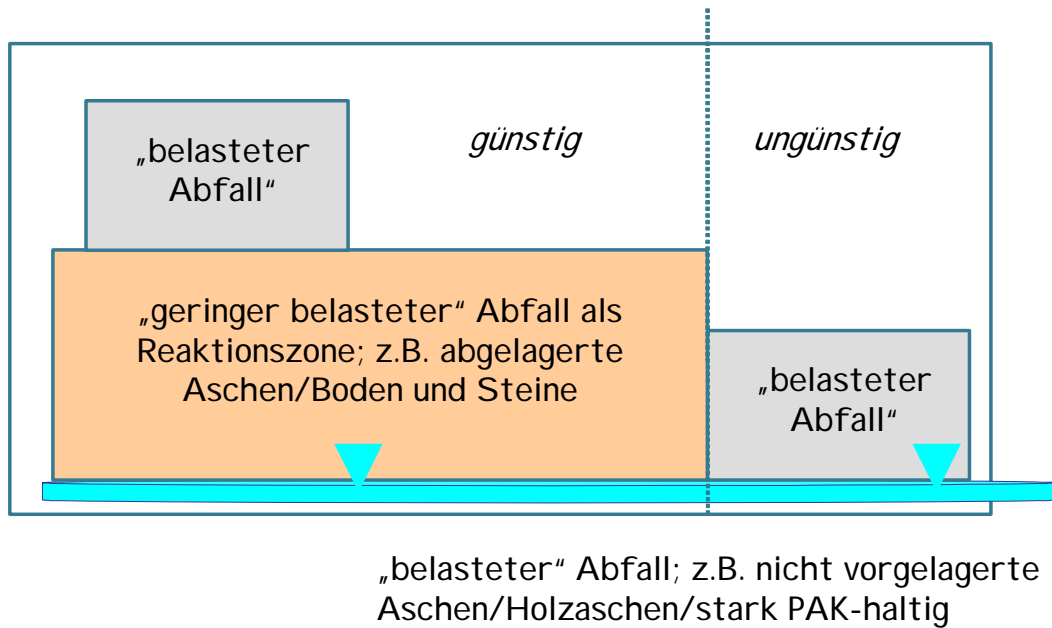 „belasteter
Abfall“
günstig
ungünstig
„geringer belasteter“ Abfall als
Reaktionszone; z.B. abgelagerte
Aschen/Boden und Steine
„belasteter
Abfall“
„belasteter“ Abfall; z.B. nicht vorgelagerte
Aschen/Holzaschen/stark PAK-haltig